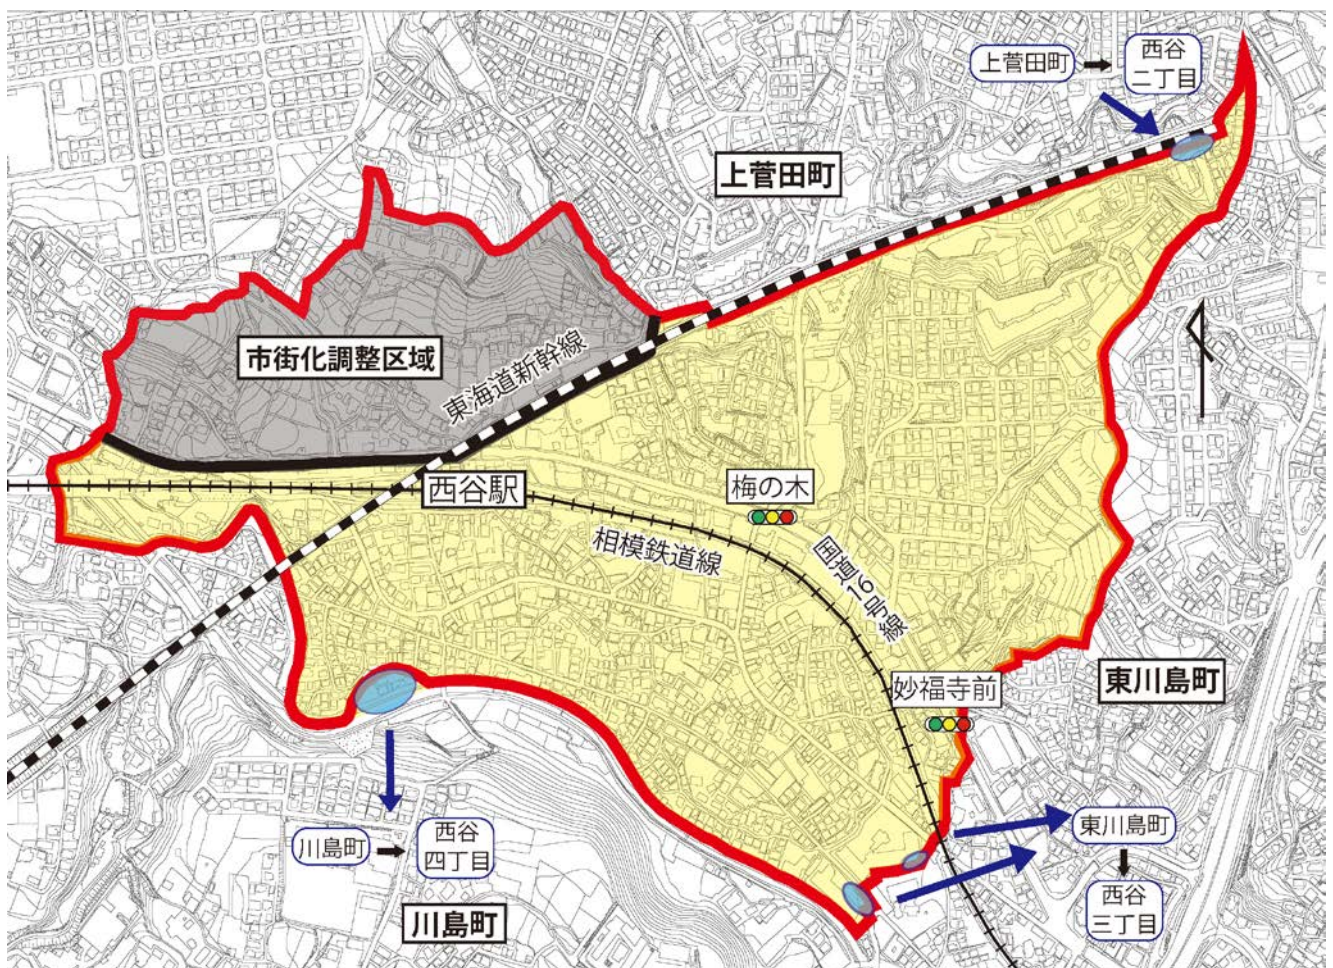 上菅田町
西谷
二丁目
上菅田町
市街化調整区域
東海道新幹線
西谷駅
梅の木
相模鉄道線
国道16号線
妙福寺前
東川島町
川島町
西谷
四丁目
東川島町
西谷
三丁目
川島町